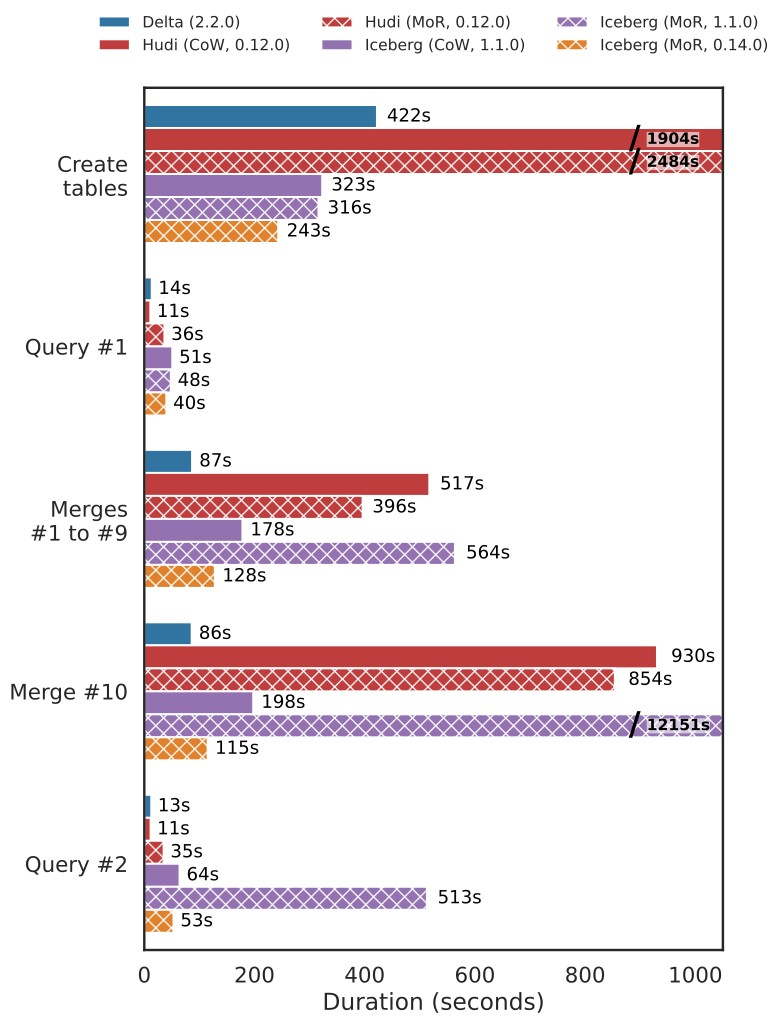 Delta (2.2.0)
Hudi (CoW, 0.12.0)
Hudi (MoR, 0.12.0)
Iceberg (CoW, 1.1.0)
Iceberg (MoR, 1.1.0)
Iceberg (MoR, 0.14.0)
Create
tables
422s
1904s
2484s
323s
316s
243s
Query #1
14s
11s
36s
51s
48s
40s
Merges
#1 to #9
87s
517s
396s
178s
564s
128s
Merge #10
86s
930s
854s
198s
12151s
115s
Query #2
13s
11s
35s
64s
513s
53s
0 200 400 600 800 1000
Duration (seconds)